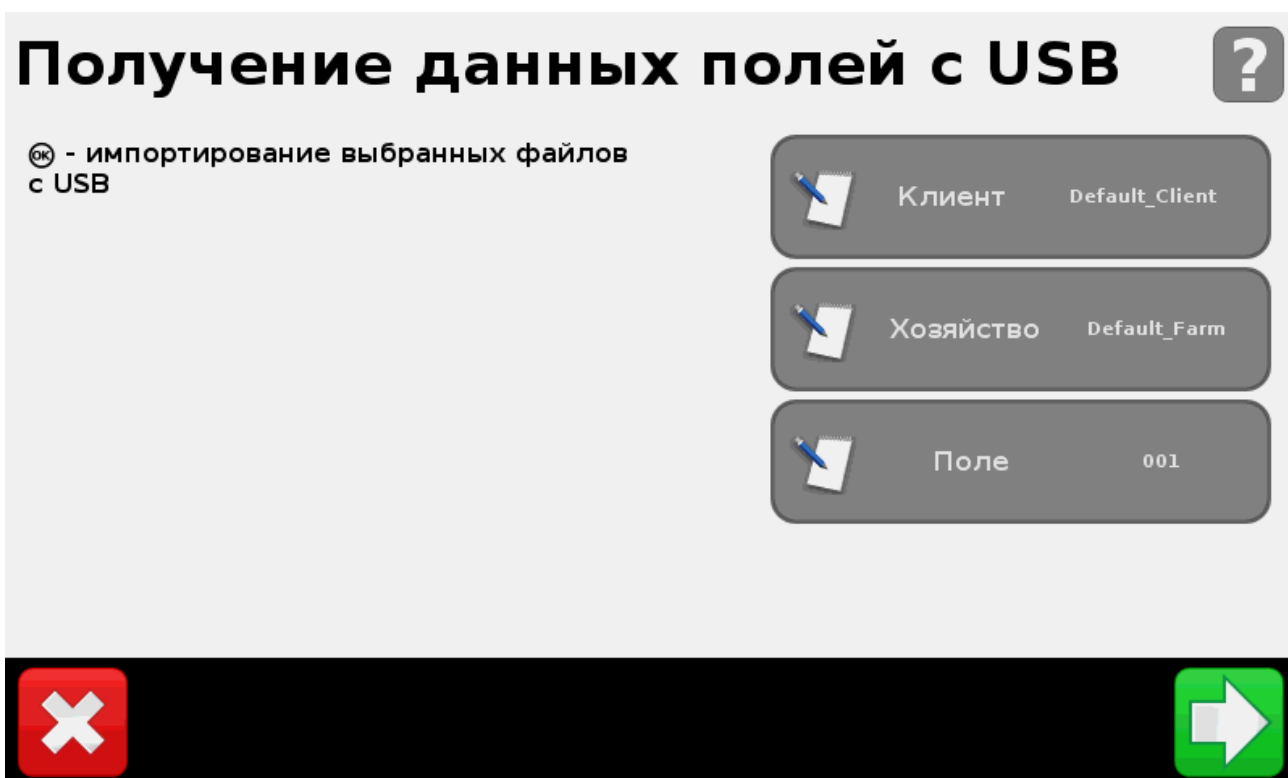 Получение данных полей с USB ?
OK - импортирование выбранных файлов
с USB
Клиент Default_Client
Хозяйство Default_Farm
Поле 001